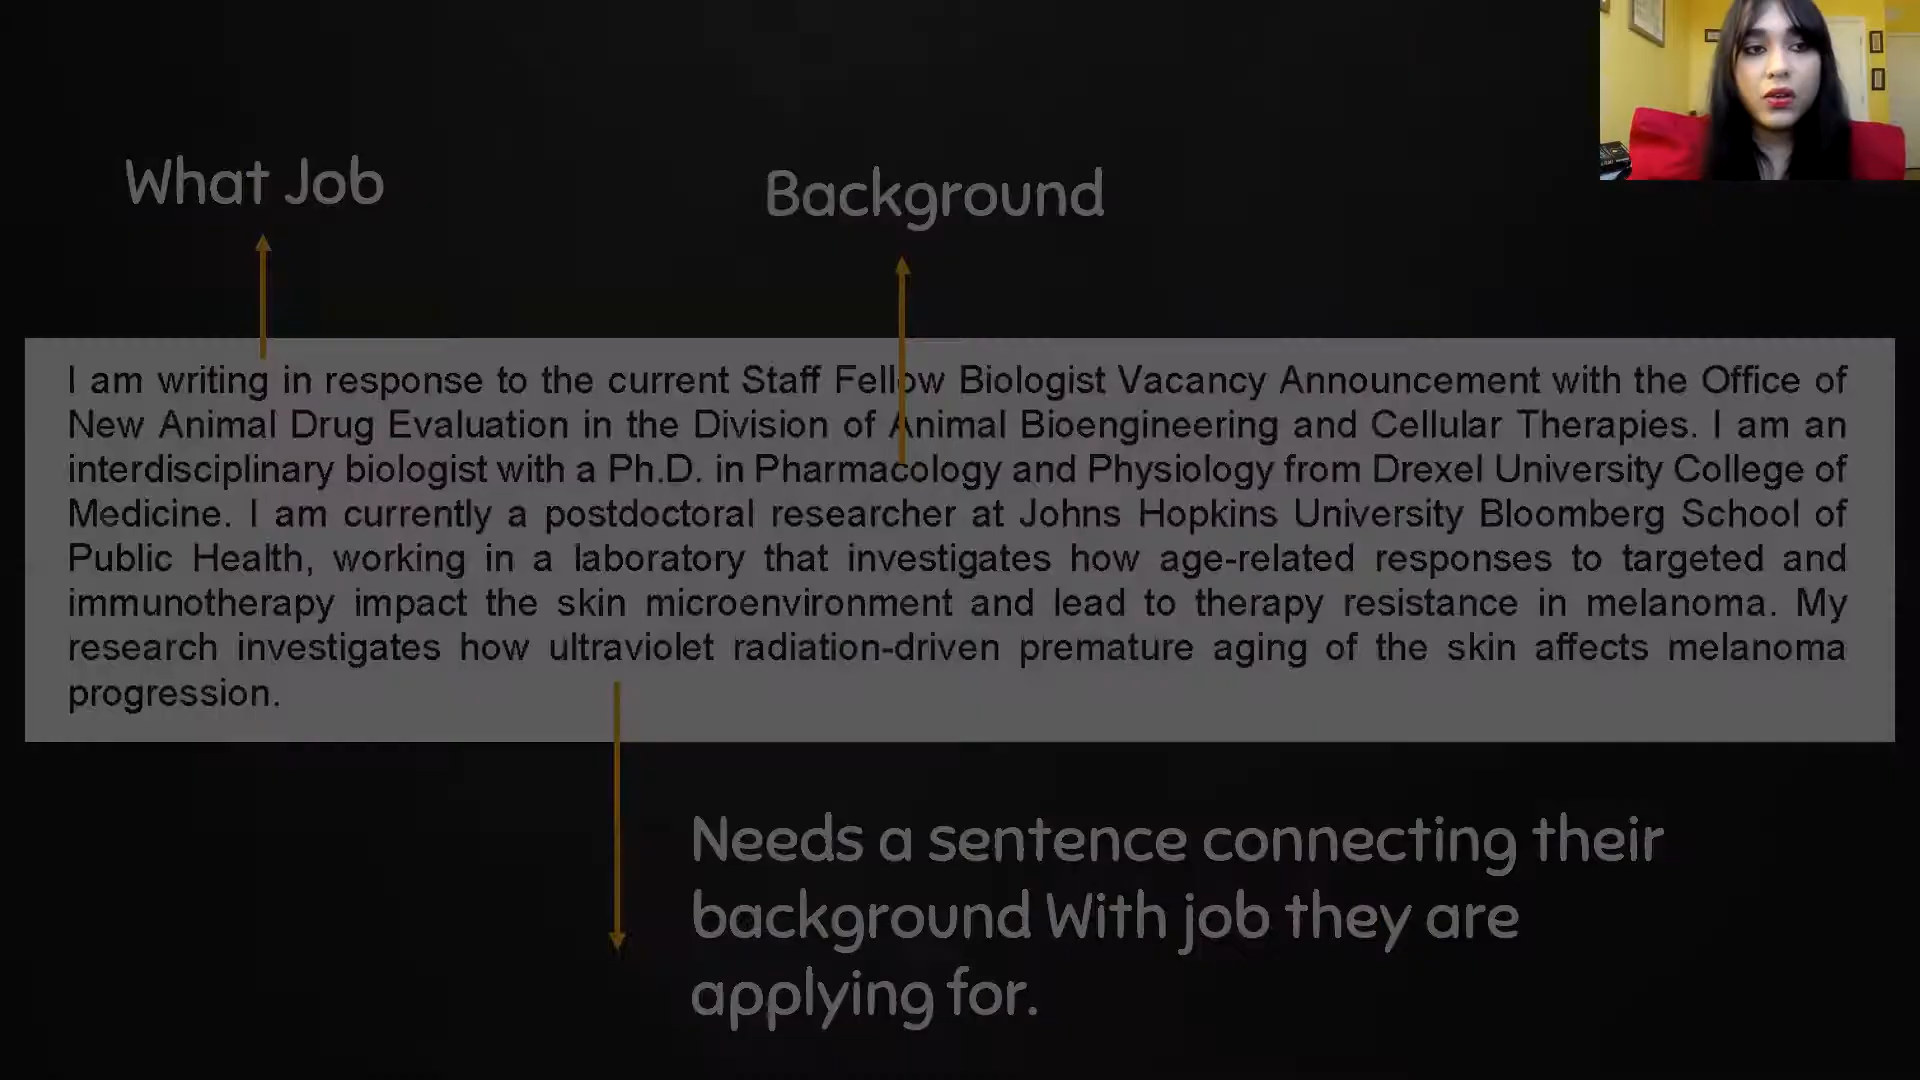 What Job
Background
I am writing in response to the current Staff Fellow Biologist Vacancy Announcement with the Office of
New Animal Drug Evaluation in the Division of Animal Bioengineering and Cellular Therapies. I am an
interdisciplinary biologist with a Ph.D. in Pharmacology and Physiology from Drexel University College of
Medicine. I am currently a postdoctoral researcher at Johns Hopkins University Bloomberg School of
Public Health, working in a laboratory that investigates how age-related responses to targeted and
immunotherapy impact the skin microenvironment and lead to therapy resistance in melanoma. My
research investigates how ultraviolet radiation-driven premature aging of the skin affects melanoma
progression.
Needs a sentence connecting their
background With job they are
applying for.